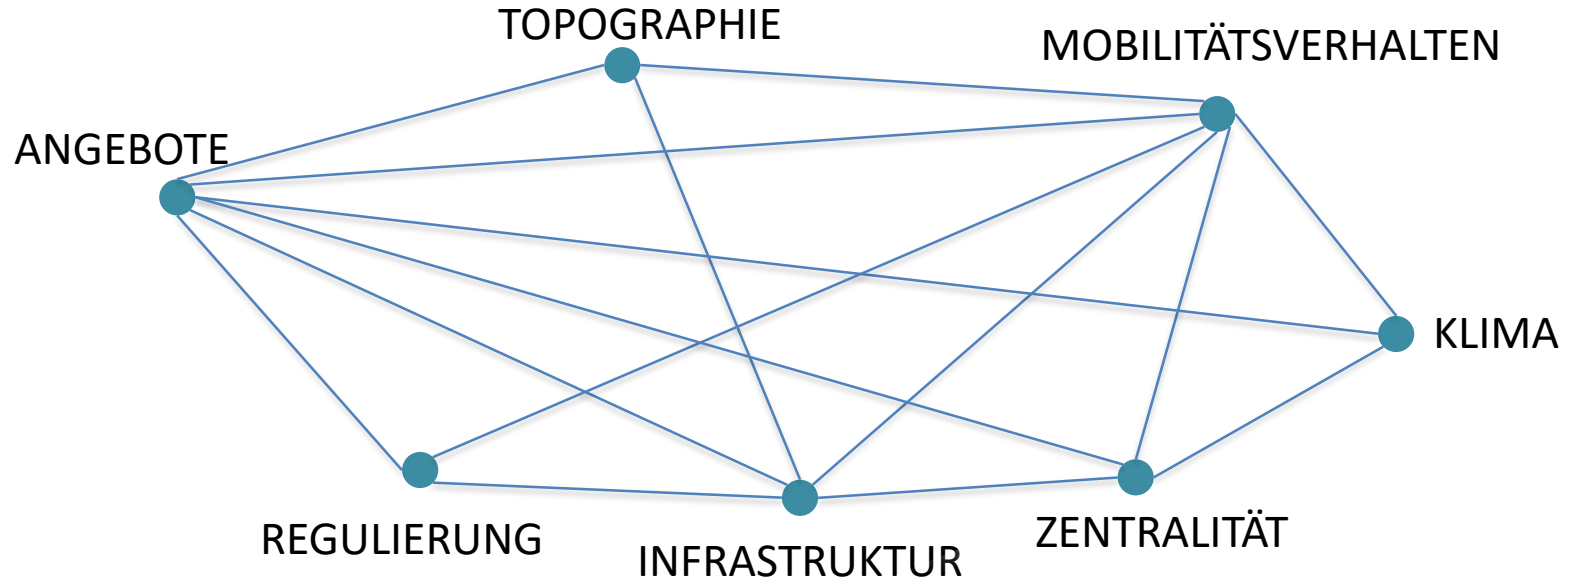 TOPOGRAPHIE
MOBILITÄTSVERHALTEN
ANGEBOTE
KLIMA
REGULIERUNG
INFRASTRUKTUR
ZENTRALITÄT